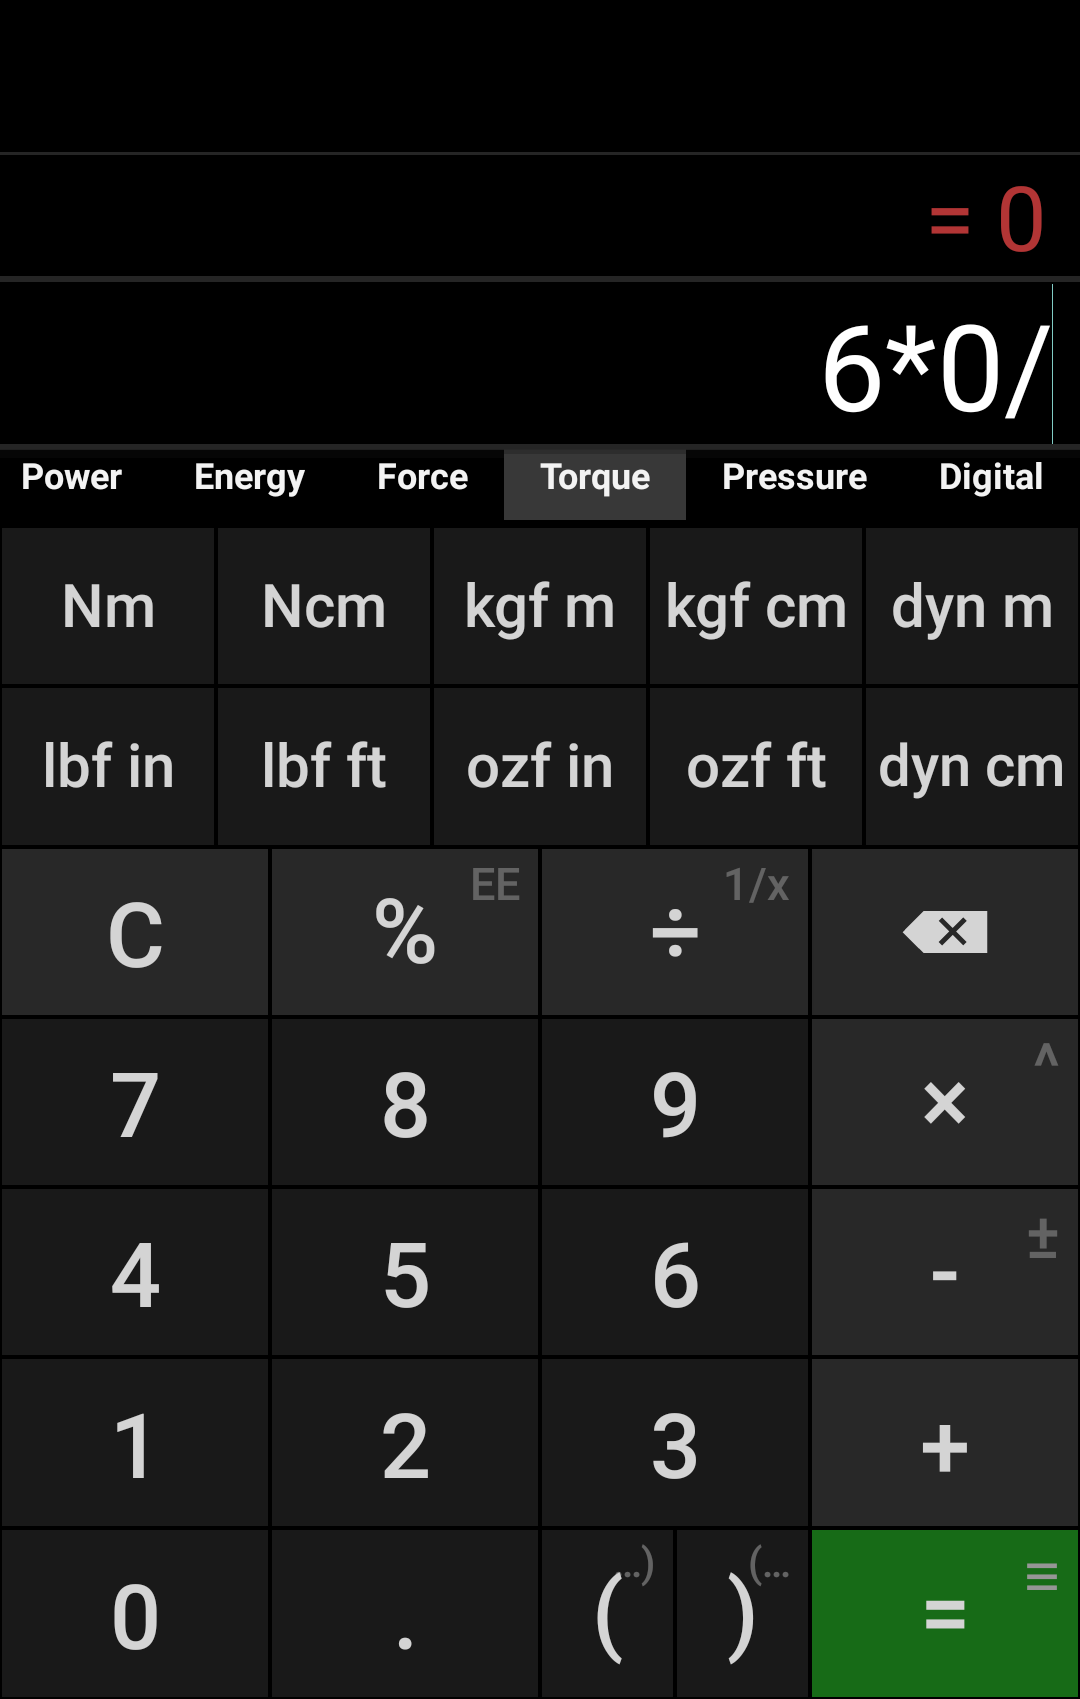 = 0
6*0/
Power Energy Force Torque Pressure Digital
Nm Ncm kgf m kgf cm dyn m
lbf in lbf ft ozf in ozf ft dyn cm
C % EE ÷ 1/x
7 8 9 × ^
4 5 6 - ±
1 2 3 +
0 . ( ..) ) (... = ≡